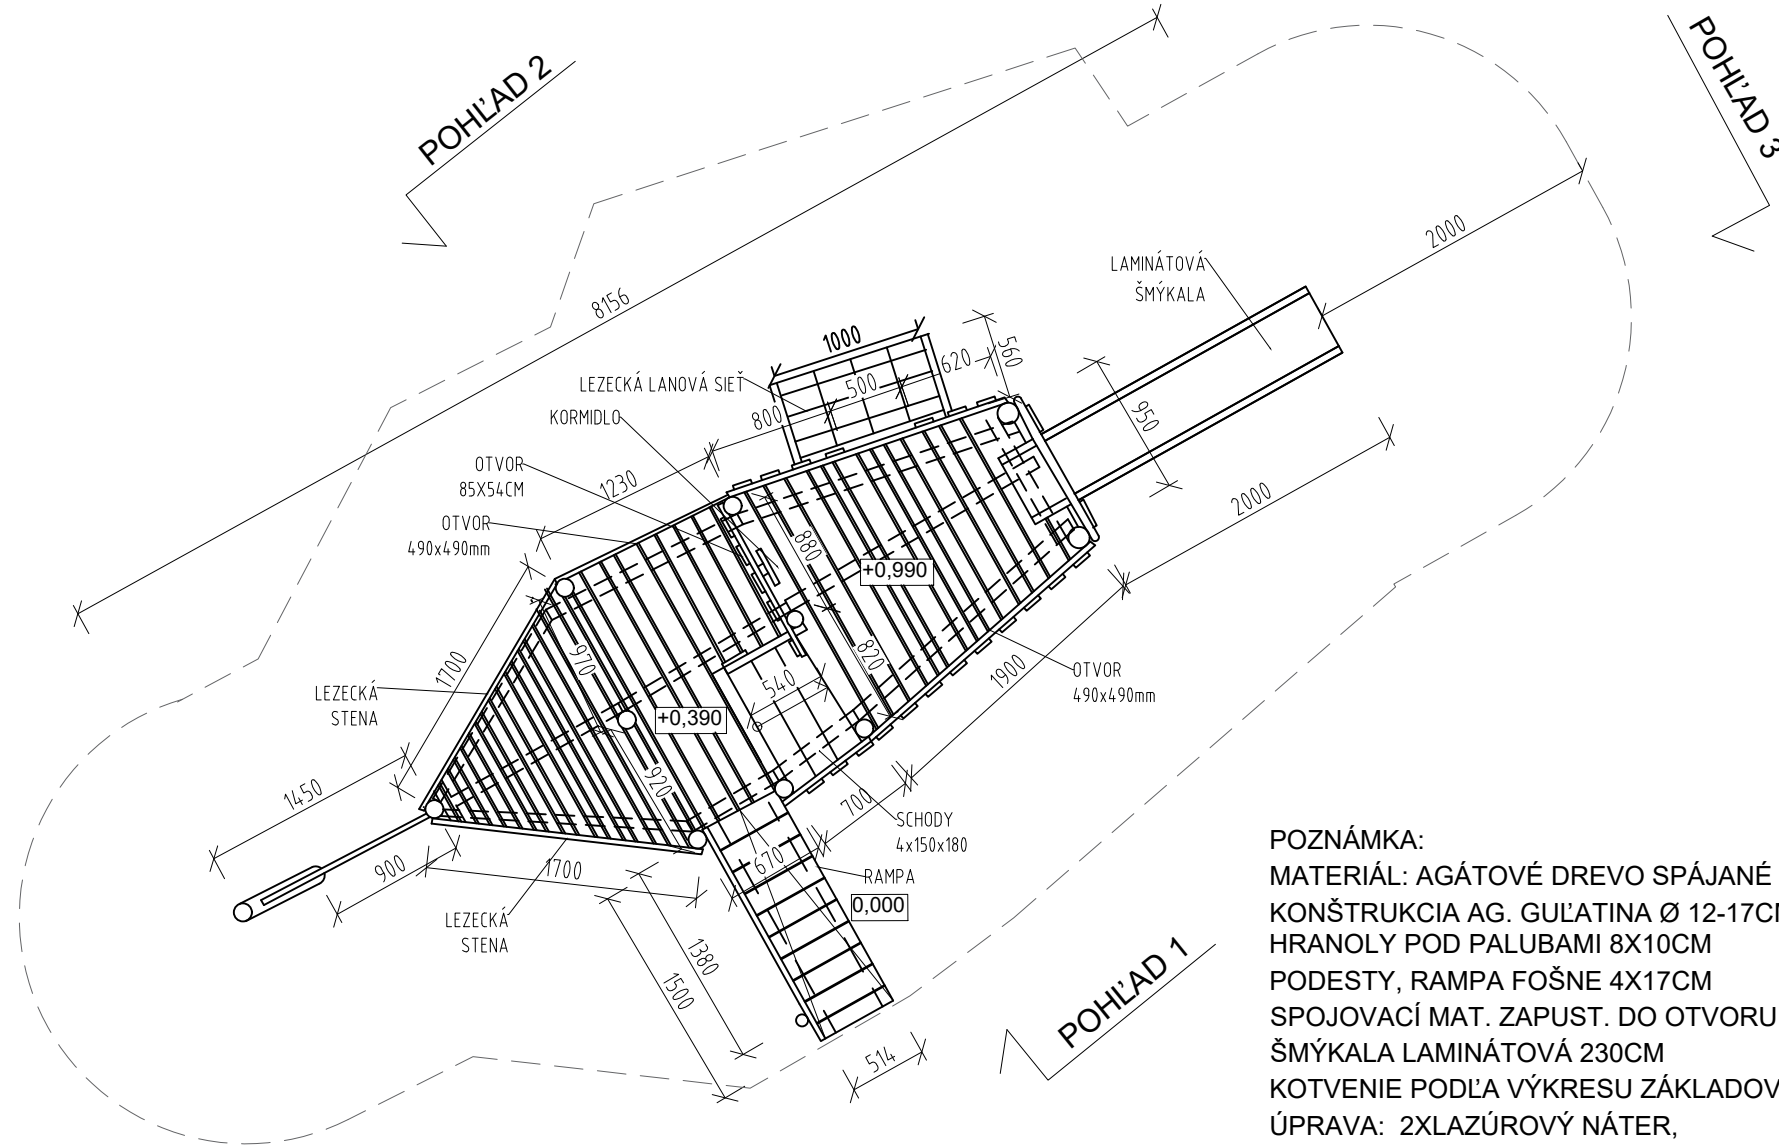 POHĽAD 2
POHĽAD 3
8156
2000
LAMINÁTOVÁ
ŠMÝKALA
1000
560
620
500
800
950
LEZECKÁ LANOVÁ SIEŤ
KORMIDLO
OTVOR
85X54CM
1230
2000
OTVOR
490x490mm
880
+0,990
1700
970
820
540
1900
OTVOR
490x490mm
LEZECKÁ
STENA
+0,390
920
1450
700
SCHODY
4x150x180
900
1700
670
RAMPA
0,000
LEZECKÁ
STENA
1380
1500
POHĽAD 1
514
POZNÁMKA:
MATERIÁL: AGÁTOVÉ DREVO SPÁJANÉ
KONŠTRUKCIA AG. GUĽATINA Ø 12-17C
HRANOLY POD PALUBAMI 8X10CM
PODESTY, RAMPA FOŠNE 4X17CM
SPOJOVACÍ MAT. ZAPUST. DO OTVORU
ŠMÝKALA LAMINÁTOVÁ 230CM
KOTVENIE PODĽA VÝKRESU ZÁKLADOV
ÚPRAVA: 2XLAZÚROVÝ NÁTER,